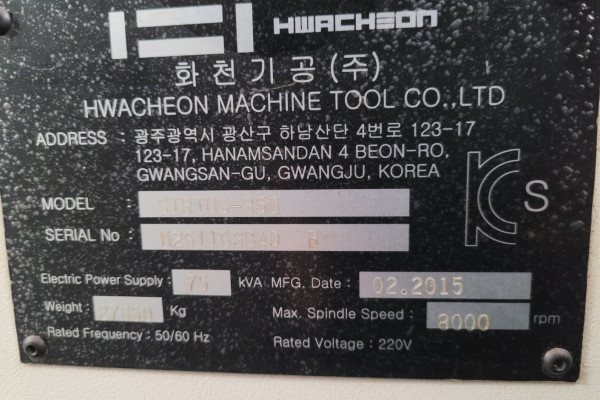 HWACHEON
화천기공(주)
HWACHEON MACHINE TOOL CO.,LTD
ADDRESS : 광주광역시 광산구 하남산단 4번로 123-17
123-17, HANAMSANDAN 4 BEON-RO,
GWANGSAN-GU, GWANGJU, KOREA
MODEL :
SERIAL No :
KC S
Electric Power Supply : 75 KVA MFG. Date : 02.2015
Weight : Kg Max. Spindle Speed : 8000 rpm
Rated Frequency : 50/60 Hz Rated Voltage : 220V